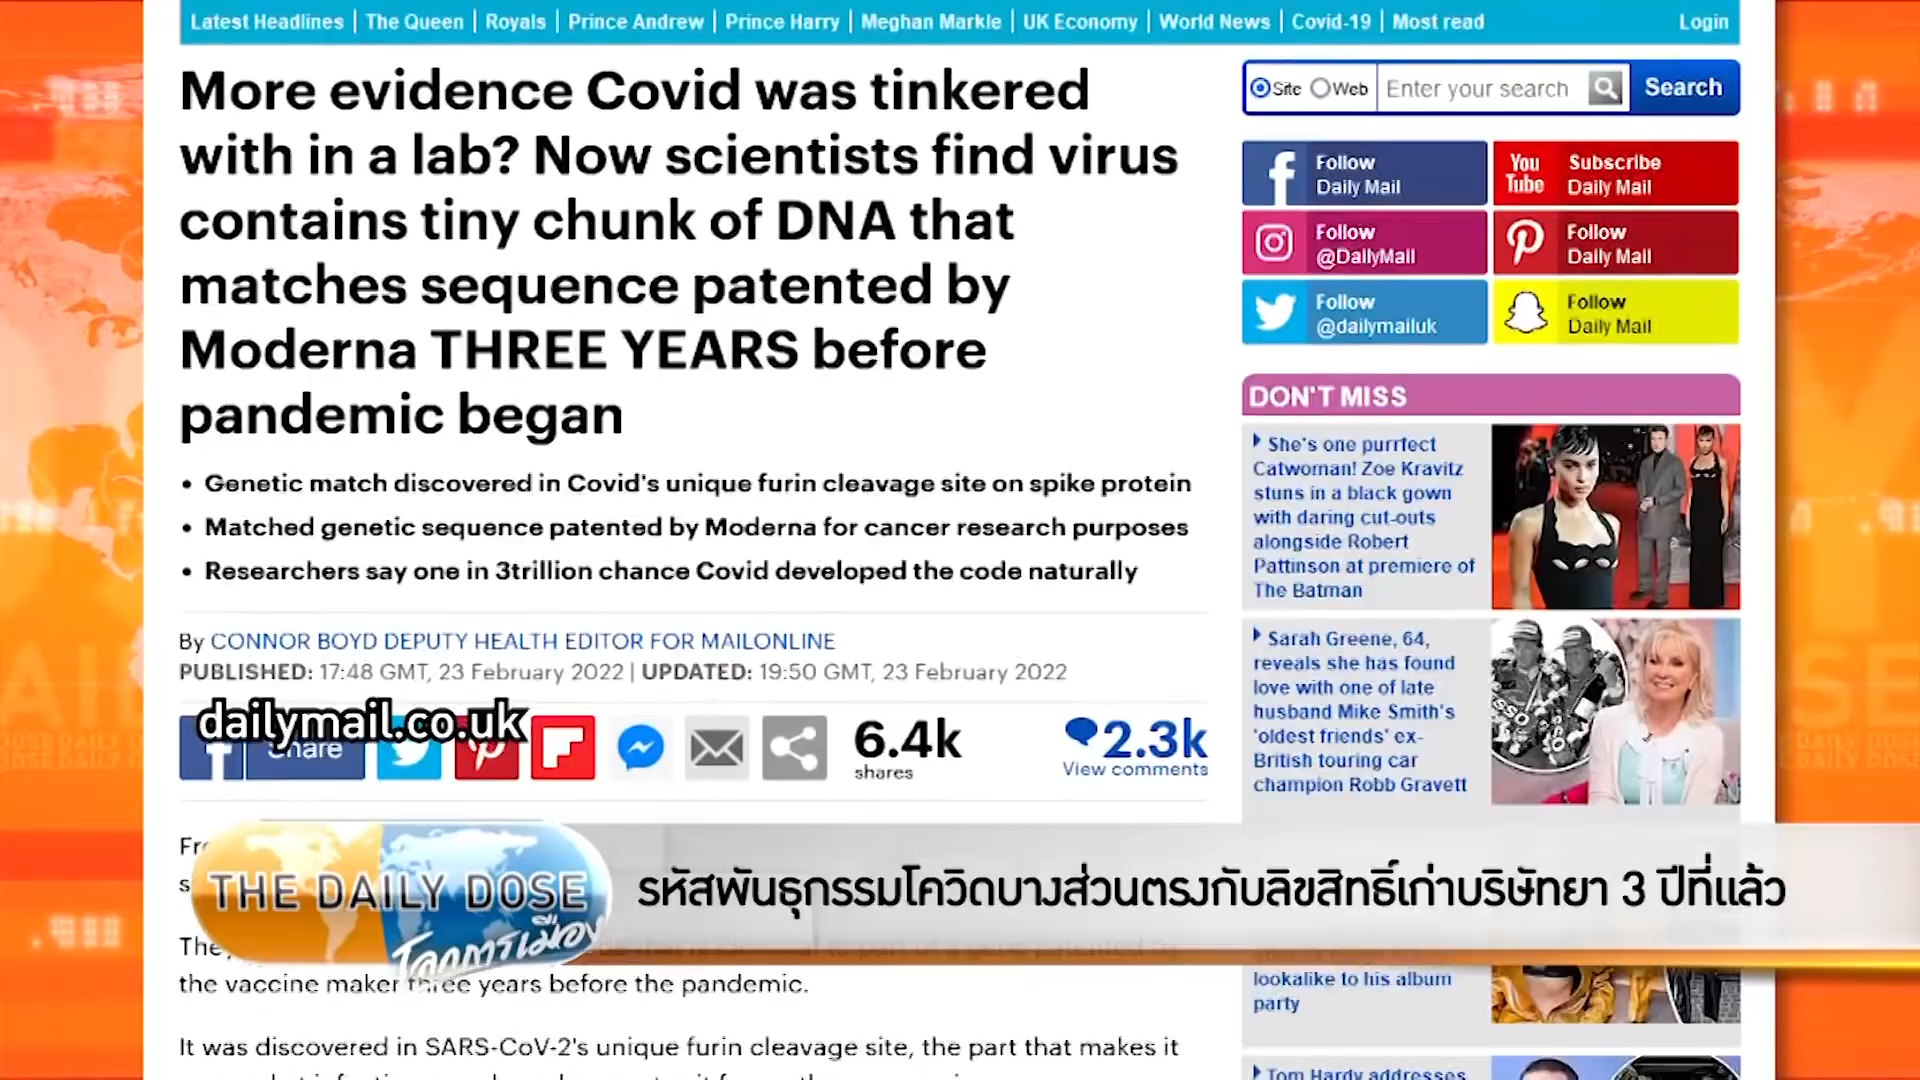 Latest Headlines | The Queen | Royals | Prince Andrew | Prince Harry | Meghan Markle | UK Economy | World News | Covid-19 | Most read
Login
More evidence Covid was tinkered
with in a lab? Now scientists find virus
contains tiny chunk of DNA that
matches sequence patented by
Moderna THREE YEARS before
pandemic began
• Genetic match discovered in Covid's unique furin cleavage site on spike protein
• Matched genetic sequence patented by Moderna for cancer research purposes
• Researchers say one in 3trillion chance Covid developed the code naturally
By CONNOR BOYD DEPUTY HEALTH EDITOR FOR MAILONLINE
PUBLISHED: 17:48 GMT, 23 February 2022 | UPDATED: 19:50 GMT, 23 February 2022
dailymail.co.uk
Share
6.4k
shares
2.3k
View comments
the vaccine maker three years before the pandemic.
It was discovered in SARS-CoV-2's unique furin cleavage site, the part that makes it
Site Web Enter your search Search
Follow
Daily Mail
You
Tube
Subscribe
Daily Mail
Follow
@DailyMail
Follow
Daily Mail
Follow
@dailymailuk
Follow
Daily Mail
DON'T MISS
She's one purrfect
Catwoman! Zoe Kravitz
stuns in a black gown
with daring cut-outs
alongside Robert
Pattinson at premiere of
The Batman
Sarah Greene, 64,
reveals she has found
love with one of late
husband Mike Smith's
'oldest friends' ex-
British touring car
champion Robb Gravett
lookalike to his album
party
Tom Hardy addresses
THE DAILY DOSE
โลกการเมือง
รหัสพันธุกรรมโควิดบางส่วนตรงกับลิขสิทธิ์เก่าบริษัทยา 3 ปีที่แล้ว